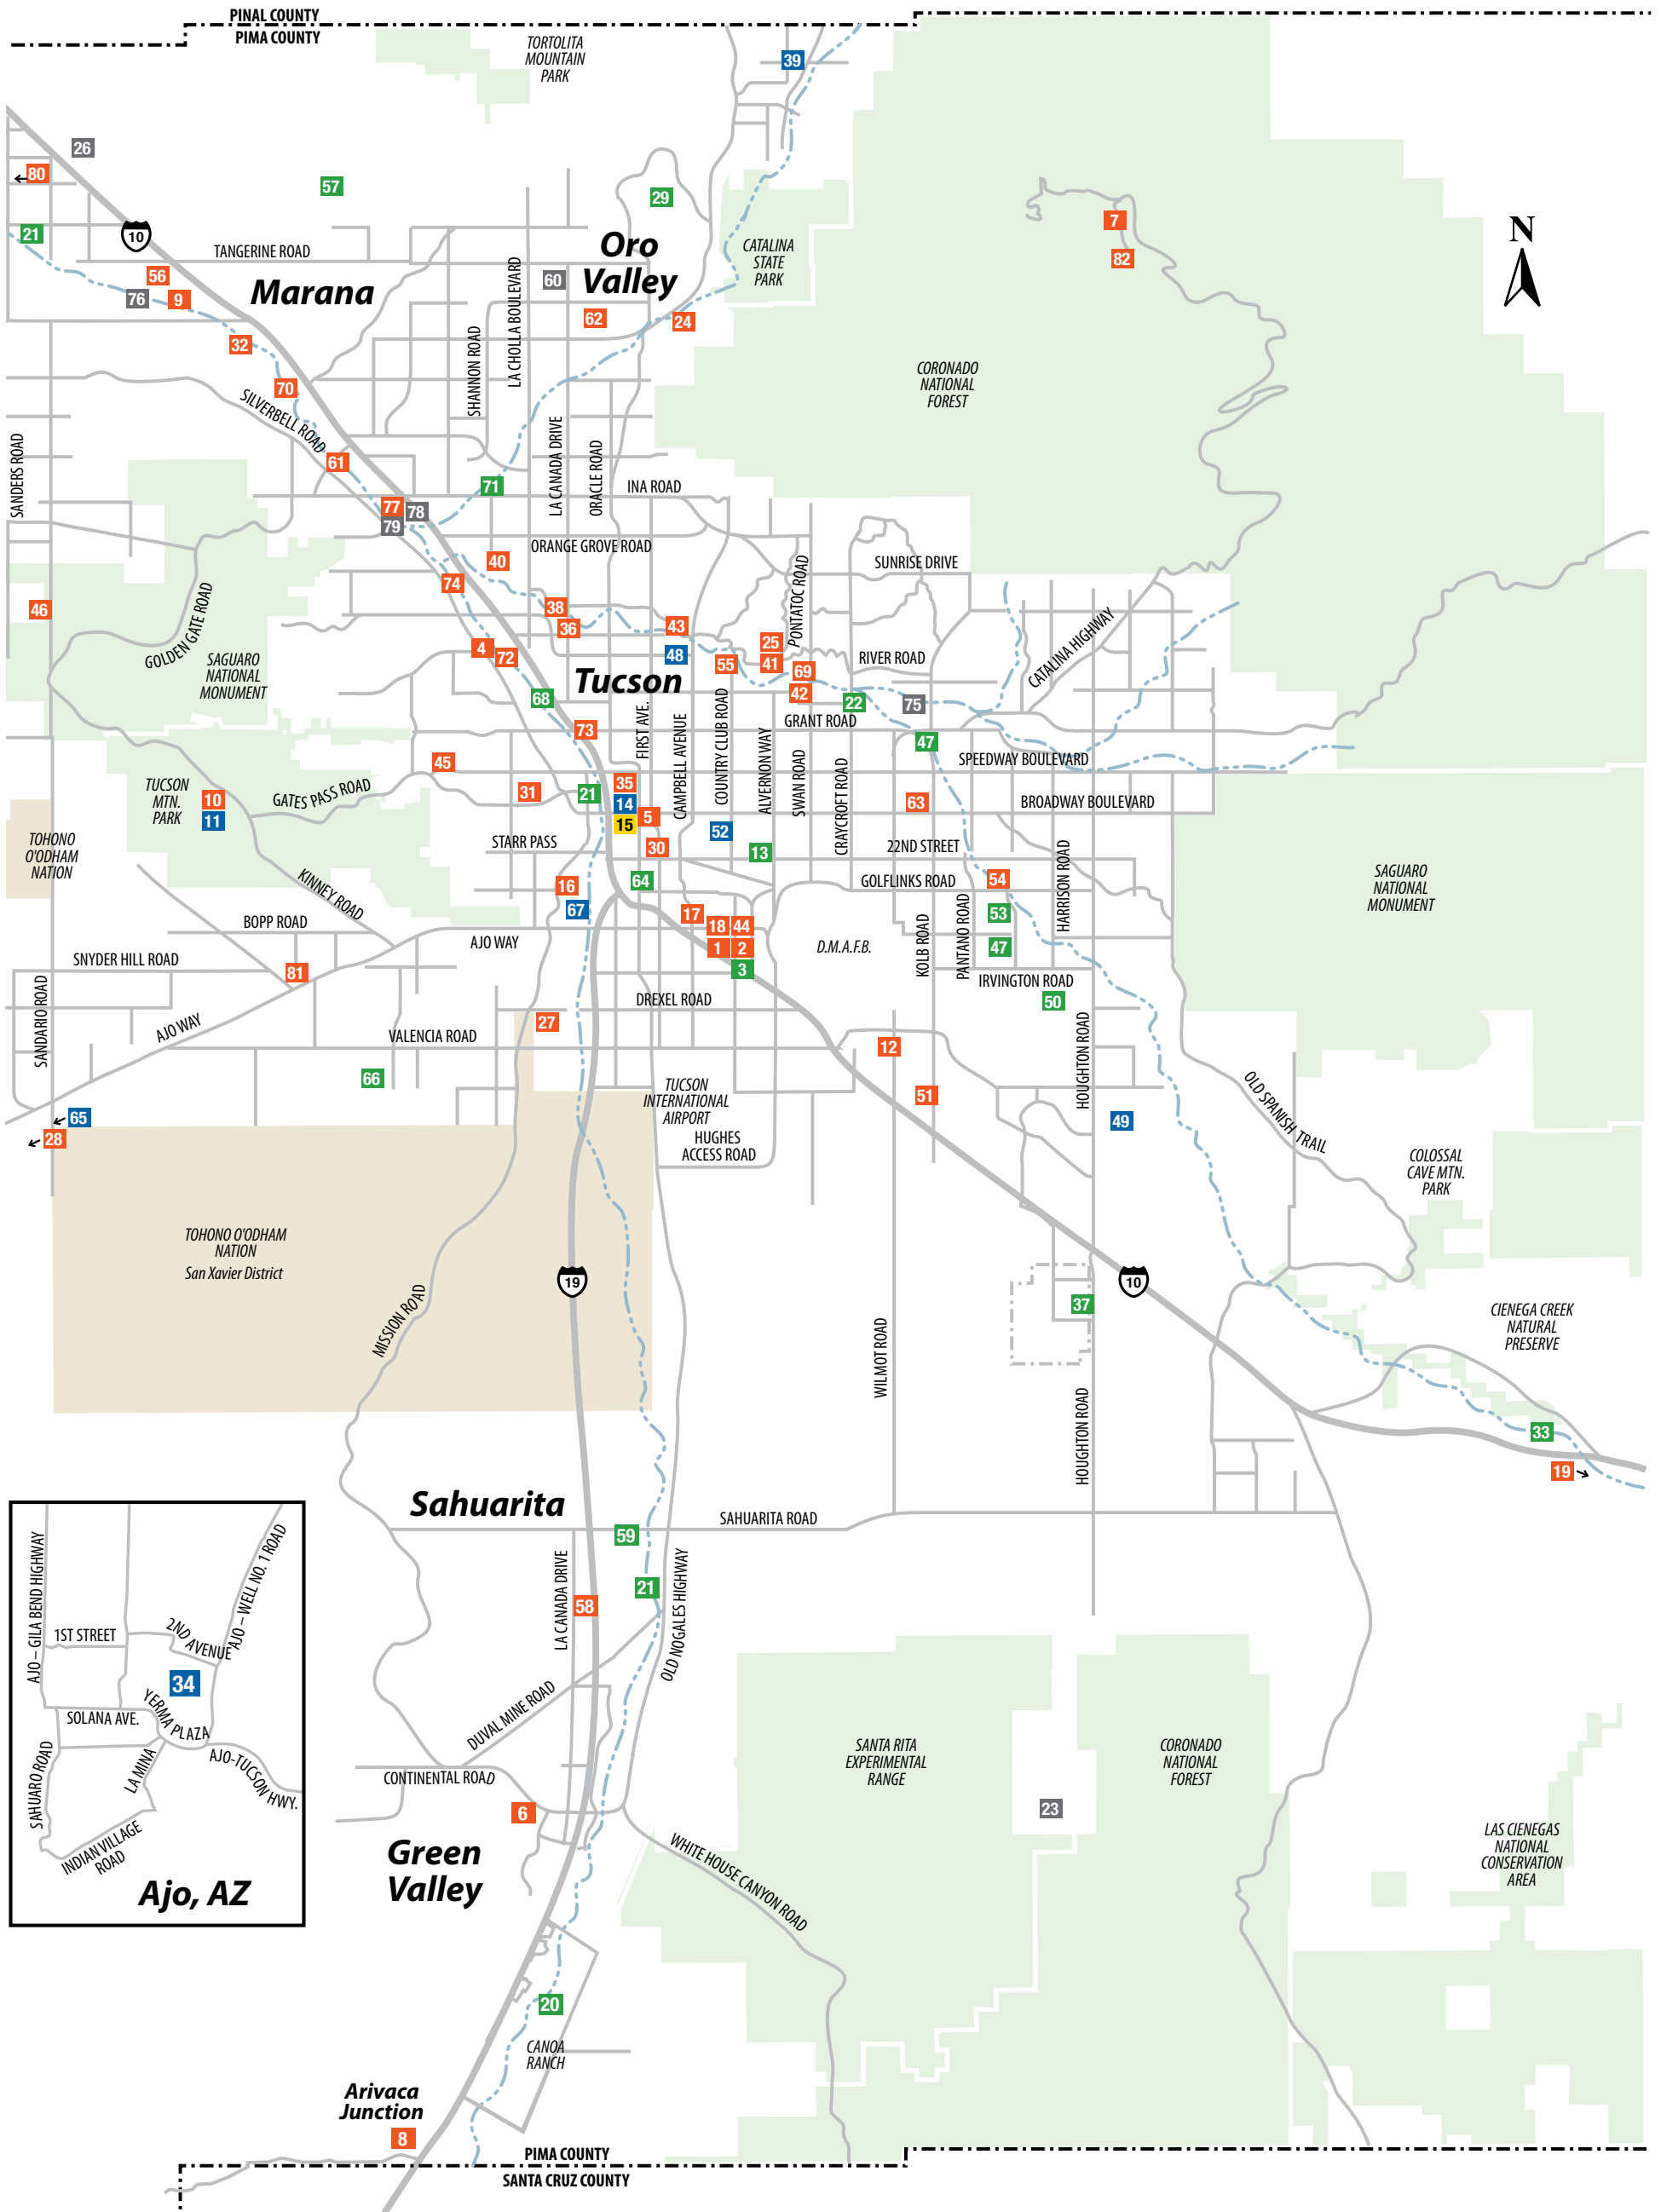 PINAL COUNTY
PIMA COUNTY
TORTOLITA
MOUNTAIN
PARK
39
26
80
57
29
21
10
TANGERINE ROAD
Oro
Valley
CATALINA
STATE
PARK
7
82
N
56
76
9
Marana
LA CHOLLA BOULEVARD
60
62
24
32
SHANNON ROAD
70
CORONADO
NATIONAL
FOREST
SILVERBELL ROAD
SANDERS ROAD
61
LA CANADA DRIVE
ORACLE ROAD
71
INA ROAD
77
78
79
ORANGE GROVE ROAD
40
SUNRISE DRIVE
PONTATOC ROAD
74
46
GOLDEN GATE ROAD
38
36
43
25
CATALINA HIGHWAY
4
72
48
55
41
69
RIVER ROAD
SAGUARO
NATIONAL
MONUMENT
Tucson
68
42
22
75
73
FIRST AVE.
CAMPBELL AVENUE
COUNTRY CLUB ROAD
GRANT ROAD
ALVERNON WAY
SWAN ROAD
CRAYCROFT ROAD
47
SPEEDWAY BOULEVARD
45
TUCSON
MTN.
PARK
10
11
GATES PASS ROAD
31
21
35
14
15
5
63
BROADWAY BOULEVARD
TOHONO
O'ODHAM
NATION
STARR PASS
52
30
13
22ND STREET
HARRISON ROAD
SAGUARO
NATIONAL
MONUMENT
KINNEY ROAD
16
64
GOLFLINKS ROAD
54
67
17
53
BOPP ROAD
AJO WAY
18
44
1
2
3
D.M.A.F.B.
KOLB ROAD
PANTANO ROAD
47
SNYDER HILL ROAD
81
IRVINGTON ROAD
SANDARIO ROAD
DREXEL ROAD
50
AJO WAY
27
VALENCIA ROAD
12
HOUGHTON ROAD
66
TUCSON
INTERNATIONAL
AIRPORT
51
OLD SPANISH TRAIL
65
28
49
HUGHES
ACCESS ROAD
COLOSSAL
CAVE MTN.
PARK
TOHONO O'ODHAM
NATION
San Xavier District
19
10
MISSION ROAD
37
CIENEGA CREEK
NATURAL
PRESERVE
WILMOT ROAD
HOUGHTON ROAD
33
19
Sahuarita
SAHUARITA ROAD
59
LA CANADA DRIVE
OLD NOGALES HIGHWAY
21
58
AJO – GILA BEND HIGHWAY
AJO – WELL NO. 1 ROAD
1ST STREET
2ND AVENUE
34
YERMA PLAZA
SOLANA AVE.
SAHUARO ROAD
LA MINA
AJO-TUCSON HWY.
INDIAN VILLAGE
ROAD
Ajo, AZ
DUVAL MINE ROAD
CONTINENTAL ROAD
6
Green
Valley
WHITE HOUSE CANYON ROAD
SANTA RITA
EXPERIMENTAL
RANGE
CORONADO
NATIONAL
FOREST
23
LAS CIENEGAS
NATIONAL
CONSERVATION
AREA
20
CANOA
RANCH
Arivaca
Junction
8
PIMA COUNTY
SANTA CRUZ COUNTY